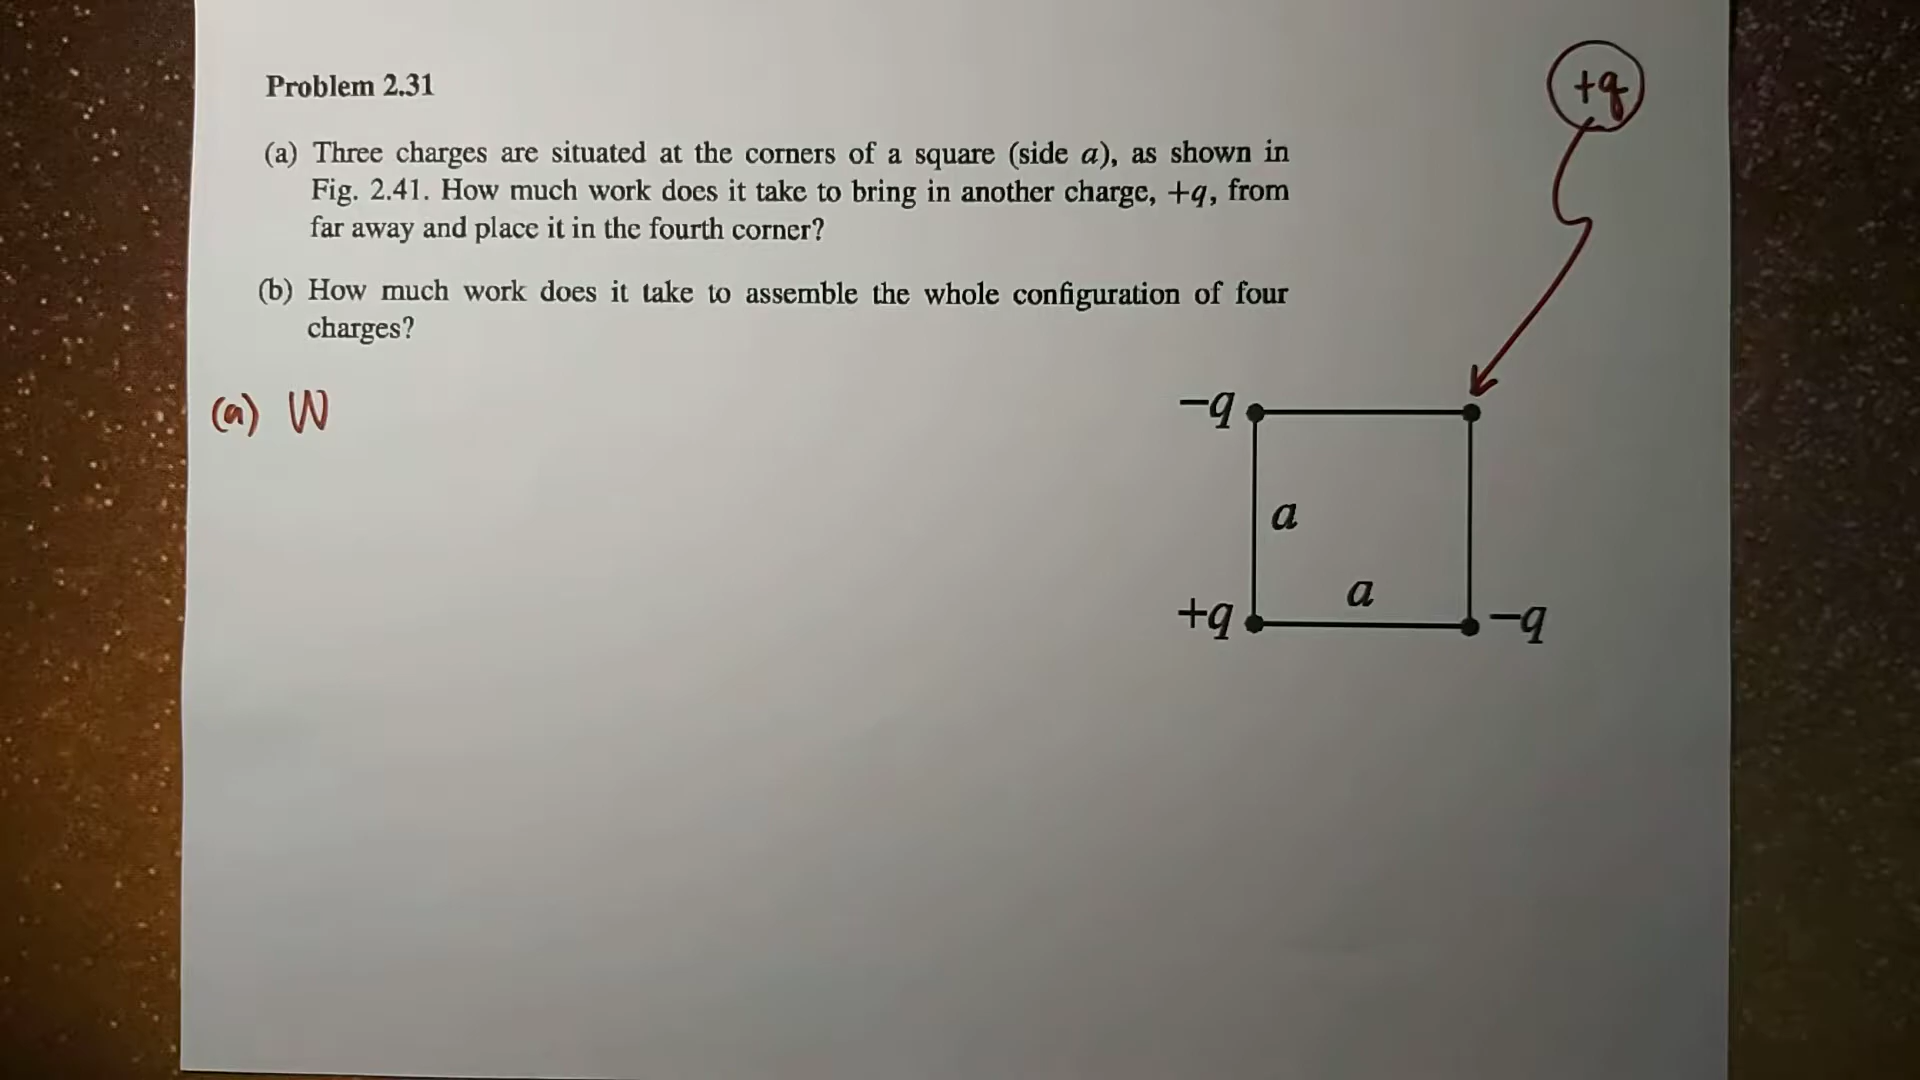 Problem 2.31
+q
(a) Three charges are situated at the corners of a square (side a), as shown in
Fig. 2.41. How much work does it take to bring in another charge, +q, from
far away and place it in the fourth corner?
(b) How much work does it take to assemble the whole configuration of four
charges?
(a) W
−q
a
a
+q
−q